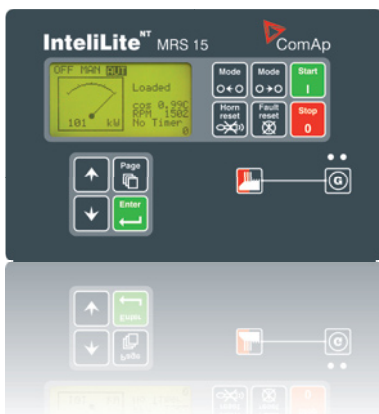 InteliLite NT MRS 15
ComAp
OFF MAN AUT
Loaded
cos 0.99C
RPM 1502
No Timer
101 kW
0
Mode
Mode
Start
I
Horn
reset
Fault
reset
Stop
0
Page
Enter
G